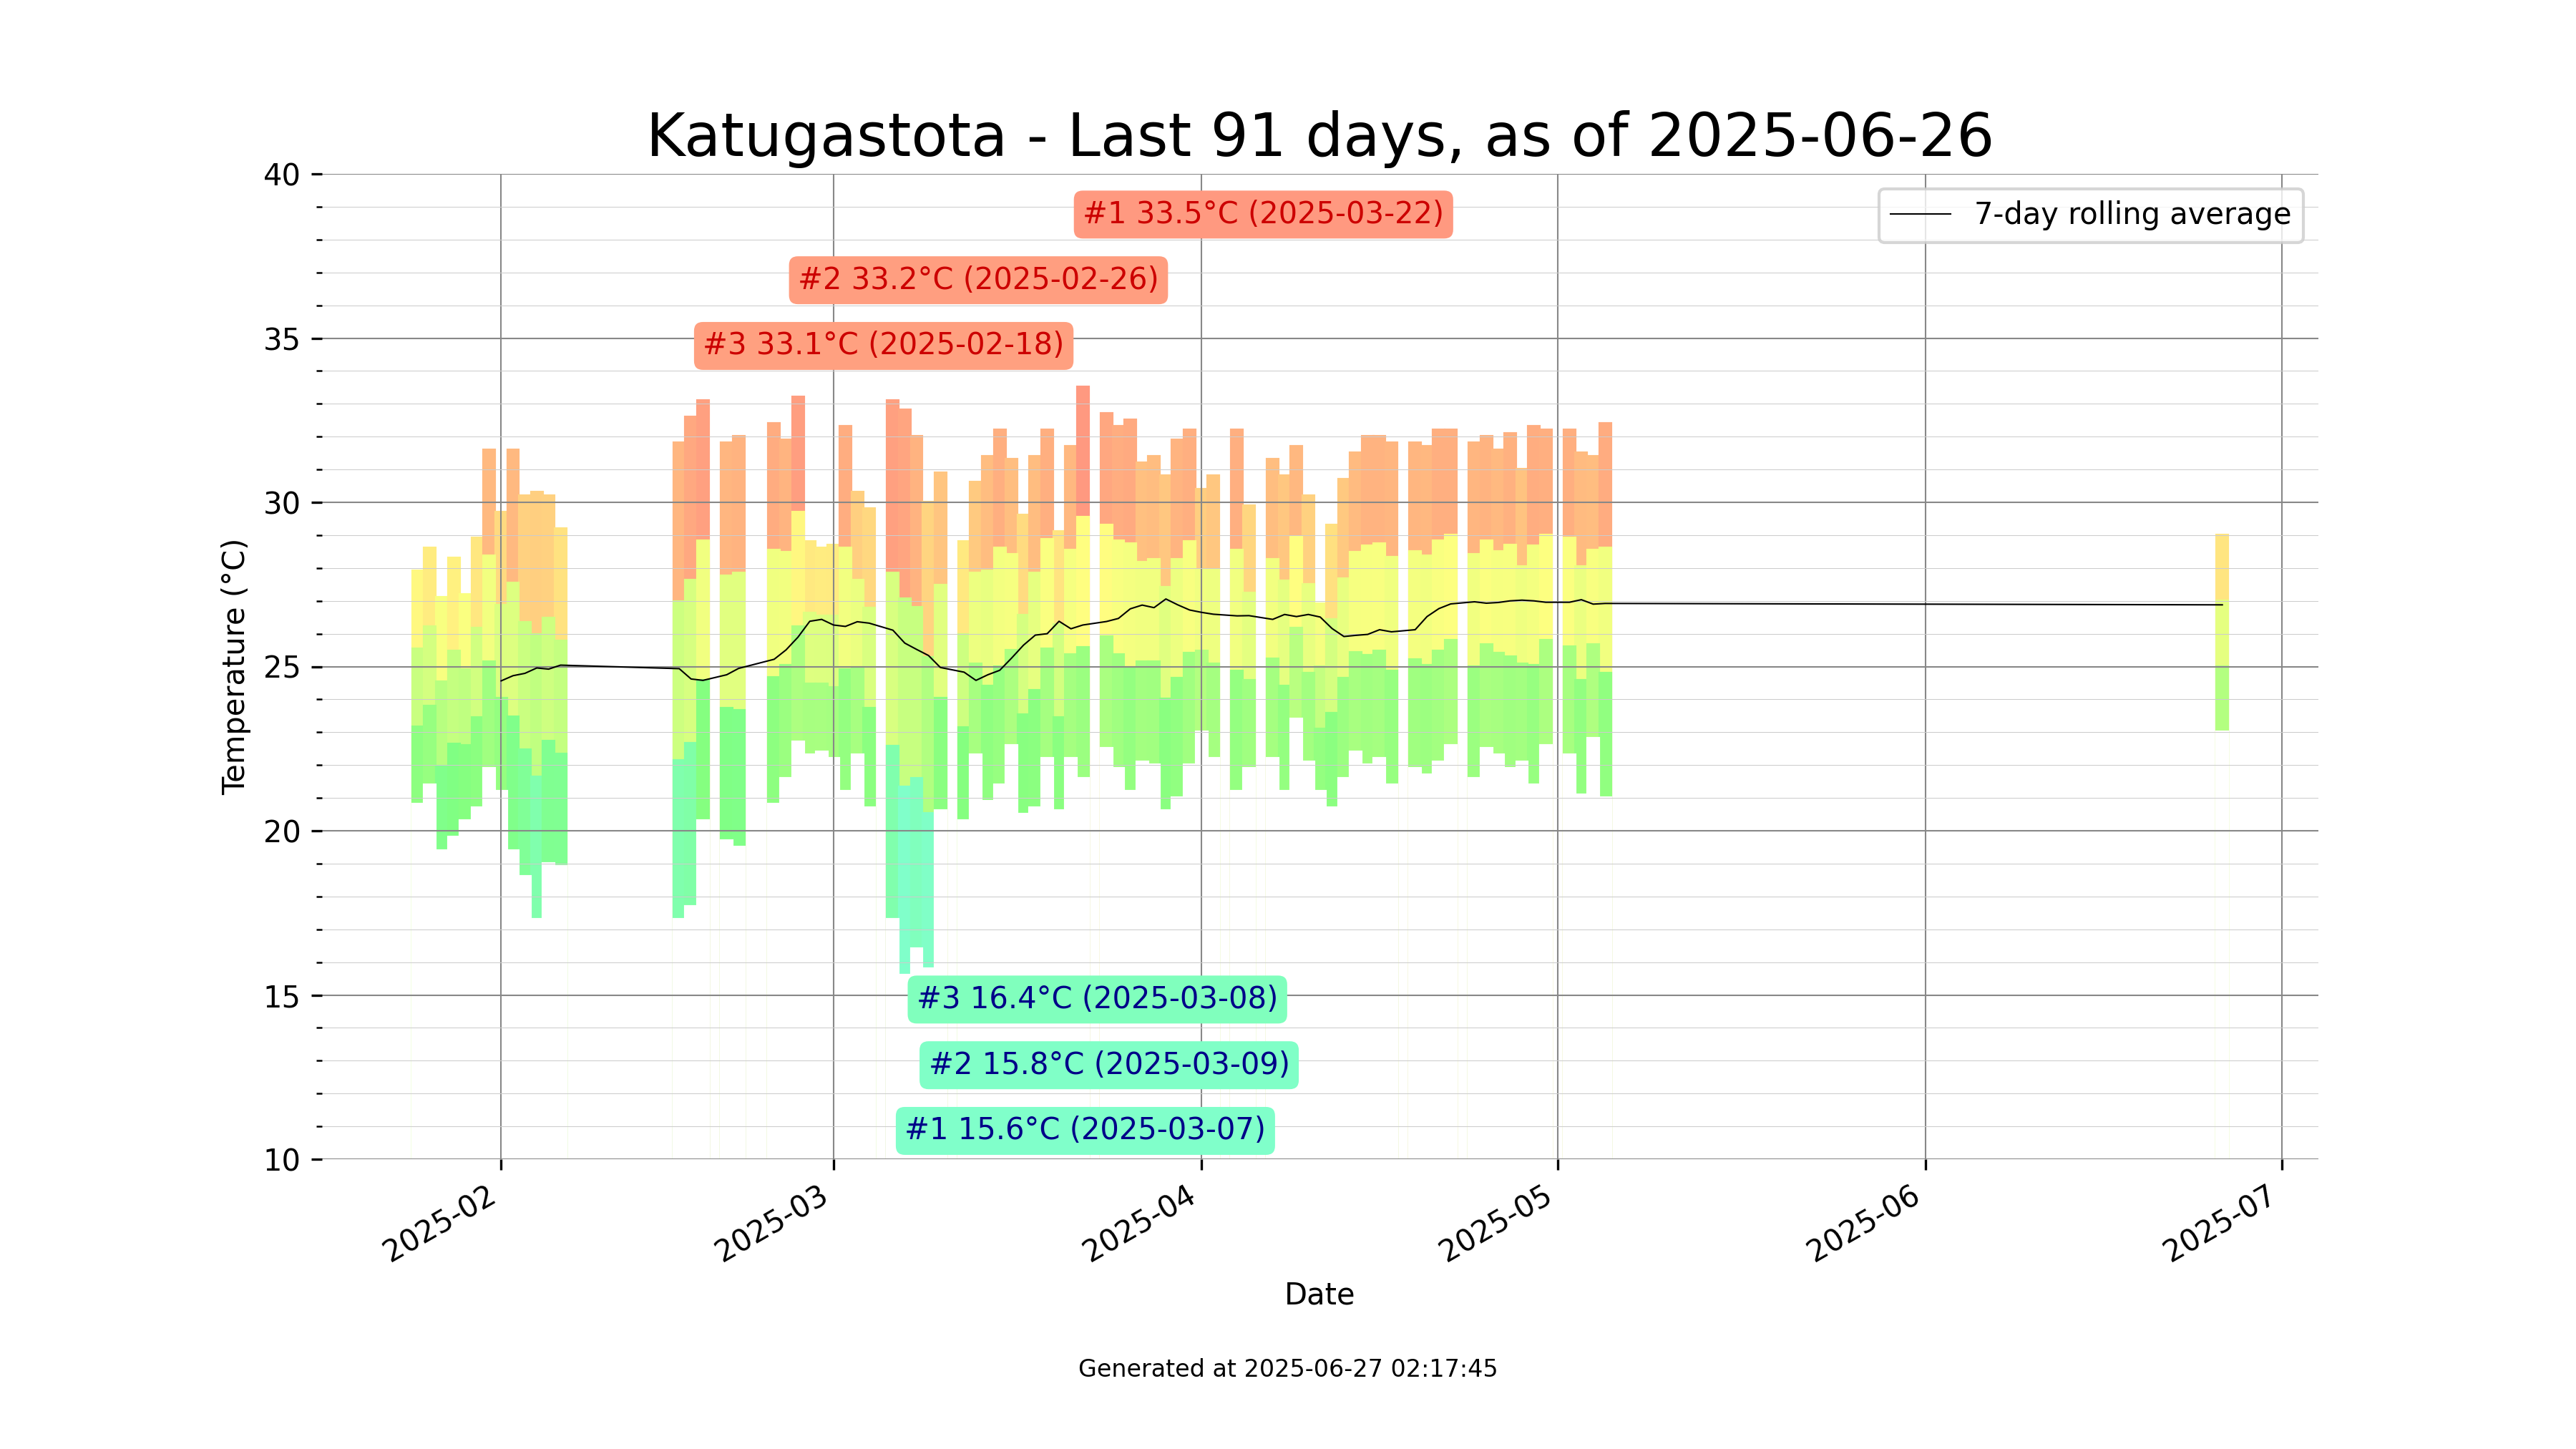 Katugastota - Last 91 days, as of 2025-06-26
40
#1 33.5°C (2025-03-22)
7-day rolling average
#2 33.2°C (2025-02-26)
35
#3 33.1°C (2025-02-18)
30
Temperature (°C)
25
20
15
#3 16.4°C (2025-03-08)
#2 15.8°C (2025-03-09)
#1 15.6°C (2025-03-07)
10
2025-02
2025-03
2025-04
2025-05
2025-06
2025-07
Date
Generated at 2025-06-27 02:17:45